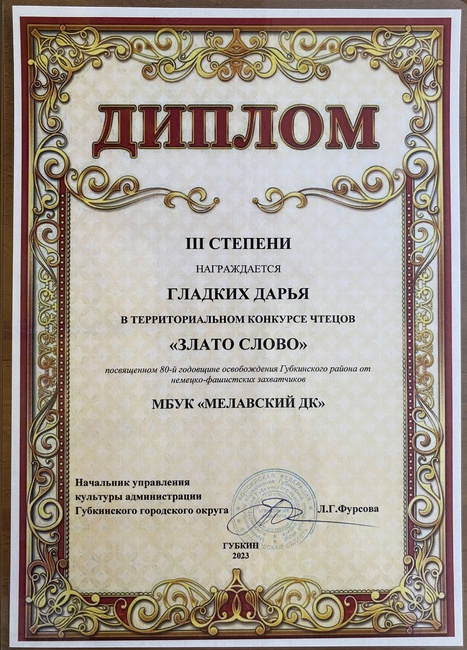 ДИПЛОМ
III СТЕПЕНИ
НАГРАЖДАЕТСЯ
ГЛАДКИХ ДАРЬЯ
В ТЕРРИТОРИАЛЬНОМ КОНКУРСЕ ЧТЕЦОВ
«ЗЛАТО СЛОВО»
посвященном 80-й годовщине освобождения Губкинского района от
немецко-фашистских захватчиков
МБУК «МЕЛАВСКИЙ ДК»
Начальник управления
культуры администрации
Губкинского городского округа Л.Г.Фурсова
ГУБКИН
2023